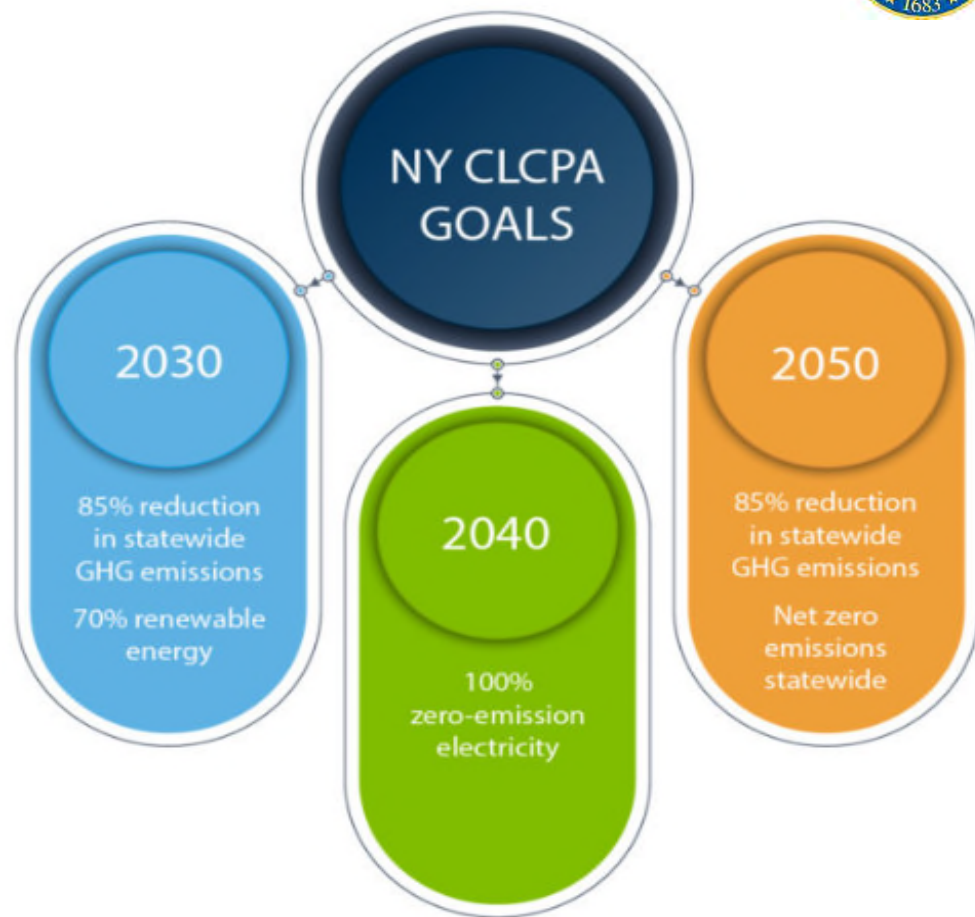 1683
NY CLCPA
GOALS
2030
85% reduction
in statewide
GHG emissions
70% renewable
energy
2040
100%
zero-emission
electricity
2050
85% reduction
in statewide
GHG emissions
Net zero
emissions
statewide